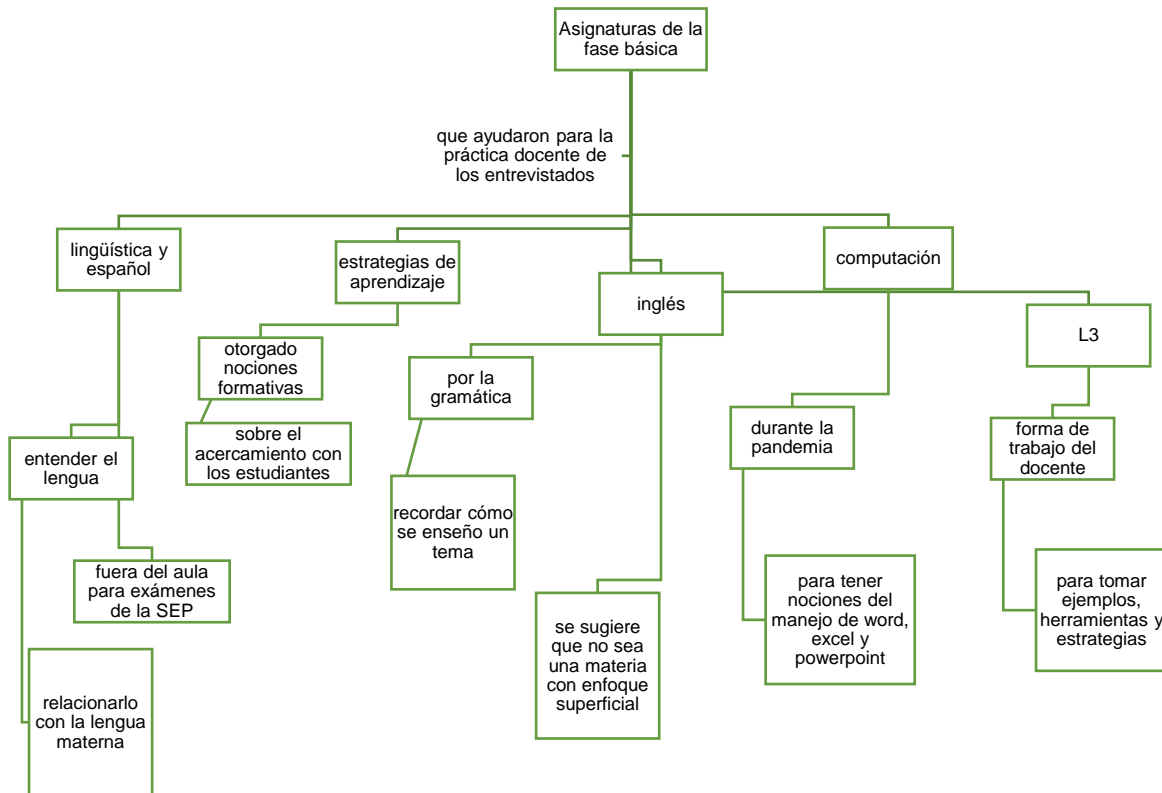 Asignaturas de la
fase básica
que ayudaron para la
práctica docente de
los entrevistados
lingüística y
español
entender el
lengua
relacionarlo
con la lengua
materna
fuera del aula
para exámenes
de la SEP
estrategias de
aprendizaje
otorgado
nociones
formativas
sobre el
acercamiento con
los estudiantes
inglés
por la
gramática
recordar cómo
se enseño un
tema
se sugiere
que no sea
una materia
con enfoque
superficial
computación
durante la
pandemia
para tener
nociones del
manejo de word,
excel y
powerpoint
L3
forma de
trabajo del
docente
para tomar
ejemplos,
herramientas y
estrategias